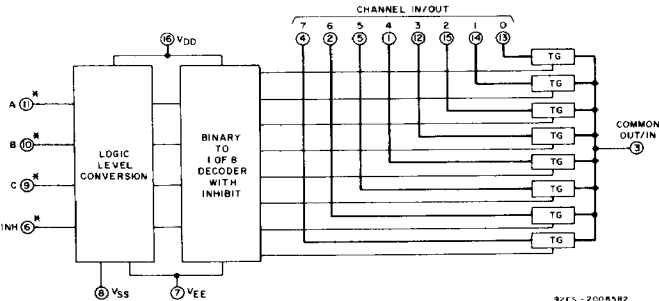 CHANNEL IN/OUT
7 6 5 4 3 2 1 0
4 2 5 1 12 15 14 13
16 VDD
TG
TG
TG
TG
TG
TG
TG
TG
A 11 *
B 10 *
C 9 *
INH 6 *
LOGIC
LEVEL
CONVERSION
BINARY
TO
1 OF 8
DECODER
WITH
INHIBIT
COMMON
OUT/IN
3
8 VSS
7 VEE
92CS-20085R2